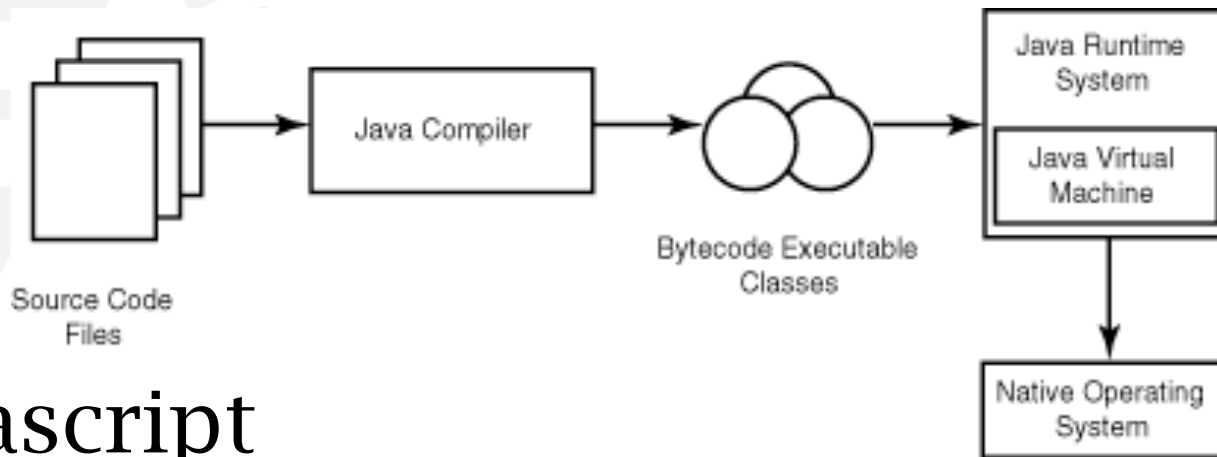 Source Code
Files
Java Compiler
Bytecode Executable
Classes
Java Runtime
System
Java Virtual
Machine
Native Operating
System
ascript